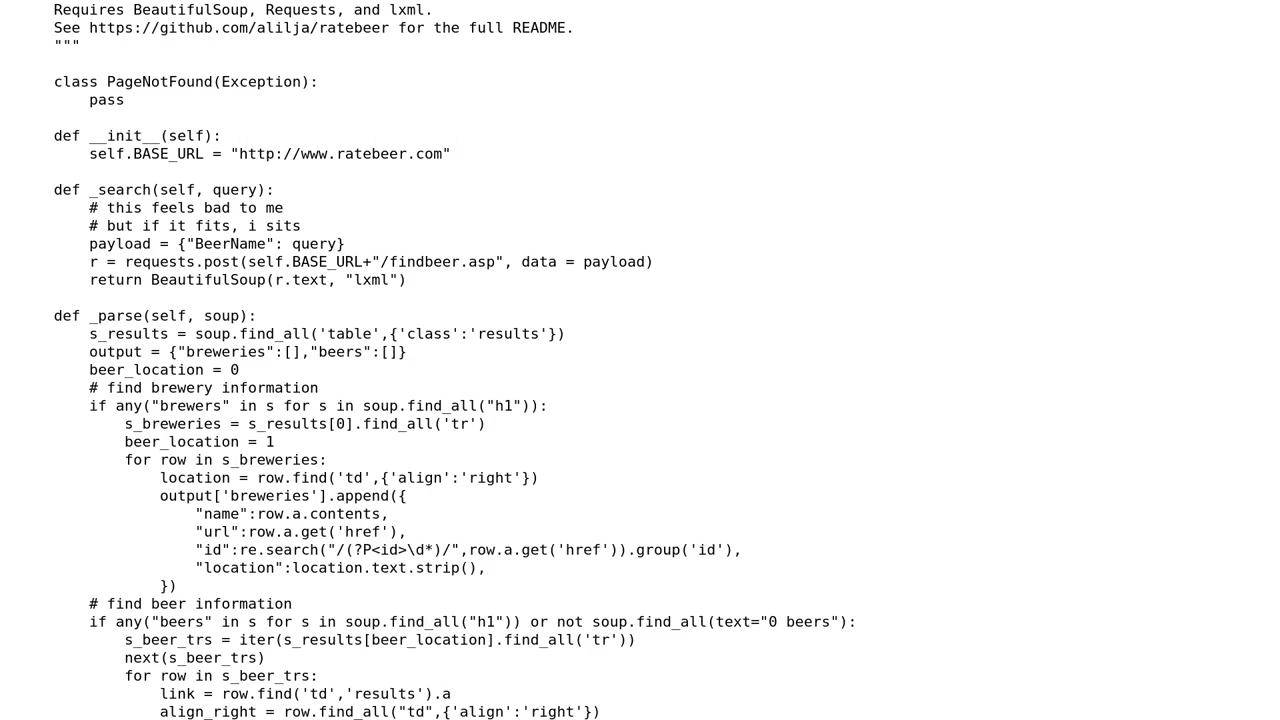 Requires BeautifulSoup, Requests, and lxml.
See https://github.com/alilja/ratebeer for the full README.
"""

class PageNotFound(Exception):
    pass

def __init__(self):
    self.BASE_URL = "http://www.ratebeer.com"

def _search(self, query):
    # this feels bad to me
    # but if it fits, i sits
    payload = {"BeerName": query}
    r = requests.post(self.BASE_URL+"/findbeer.asp", data = payload)
    return BeautifulSoup(r.text, "lxml")

def _parse(self, soup):
    s_results = soup.find_all('table',{'class':'results'})
    output = {"breweries":[],"beers":[]}
    beer_location = 0
    # find brewery information
    if any("brewers" in s for s in soup.find_all("h1")):
        s_breweries = s_results[0].find_all('tr')
        beer_location = 1
        for row in s_breweries:
            location = row.find('td',{'align':'right'})
            output['breweries'].append({
                "name":row.a.contents,
                "url":row.a.get('href'),
                "id":re.search("/(?P<id>\d*)/",row.a.get('href')).group('id'),
                "location":location.text.strip(),
            })
    # find beer information
    if any("beers" in s for s in soup.find_all("h1")) or not soup.find_all(text="0 beers"):
        s_beer_trs = iter(s_results[beer_location].find_all('tr'))
        next(s_beer_trs)
        for row in s_beer_trs:
            link = row.find('td','results').a
            align_right = row.find_all("td",{'align':'right'})